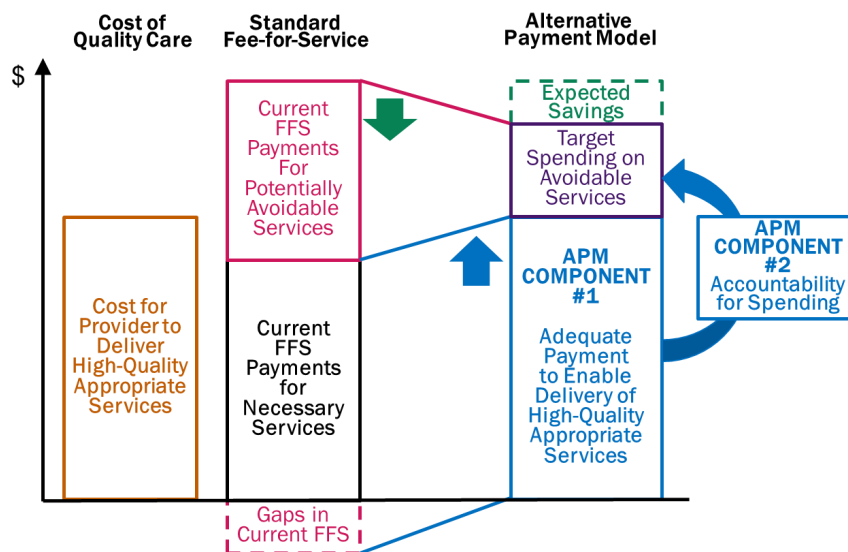 Cost of
Quality Care
Standard
Fee-for-Service
Alternative
Payment Model
$
Cost for
Provider to
Deliver
High-Quality
Appropriate
Services
Current
FFS
Payments
For
Potentially
Avoidable
Services
Current
FFS
Payments
for
Necessary
Services
Gaps in
Current FFS
Expected
Savings
Target
Spending on
Avoidable
Services
APM
COMPONENT
#1
Adequate
Payment
to Enable
Delivery of
High-Quality
Appropriate
Services
APM
COMPONENT
#2
Accountability
for Spending